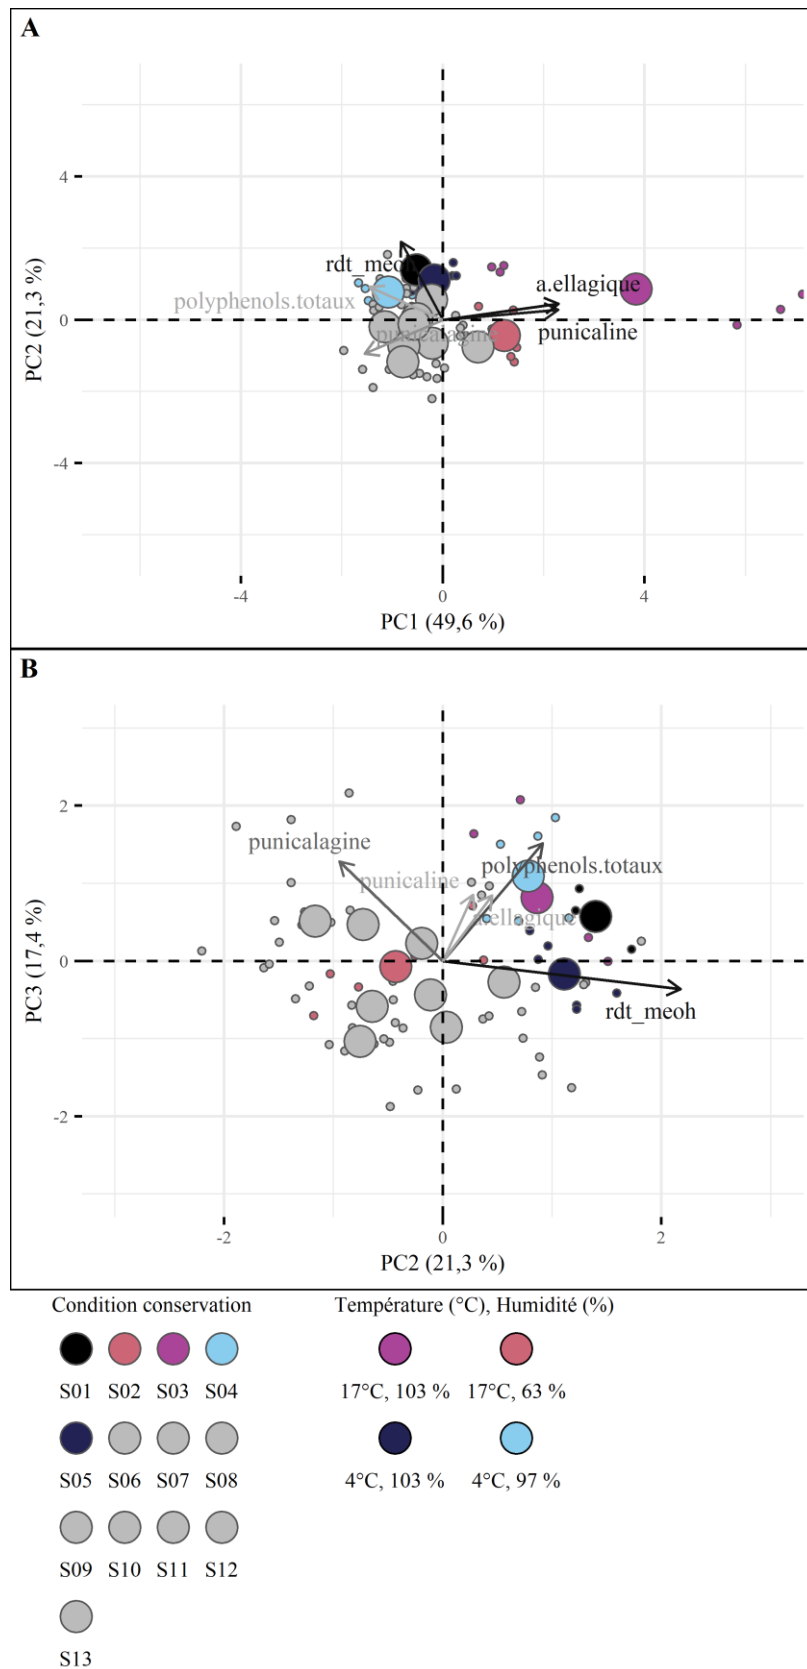 A
4
0
-4
PC2 (21,3 %)
rdt_meoh
a.ellagique
polyphenols.totaux
punicaline
punicalagine
-4
0
4
PC1 (49,6 %)
B
2
0
-2
PC3 (17,4 %)
punicalagine
polyphenols.totaux
punicaline
a.ellagique
rdt_meoh
-2
0
2
PC2 (21,3 %)
Condition conservation
Température (°C), Humidité (%)
S01 S02 S03 S04
17°C, 103 % 17°C, 63 %
S05 S06 S07 S08
4°C, 103 % 4°C, 97 %
S09 S10 S11 S12
S13